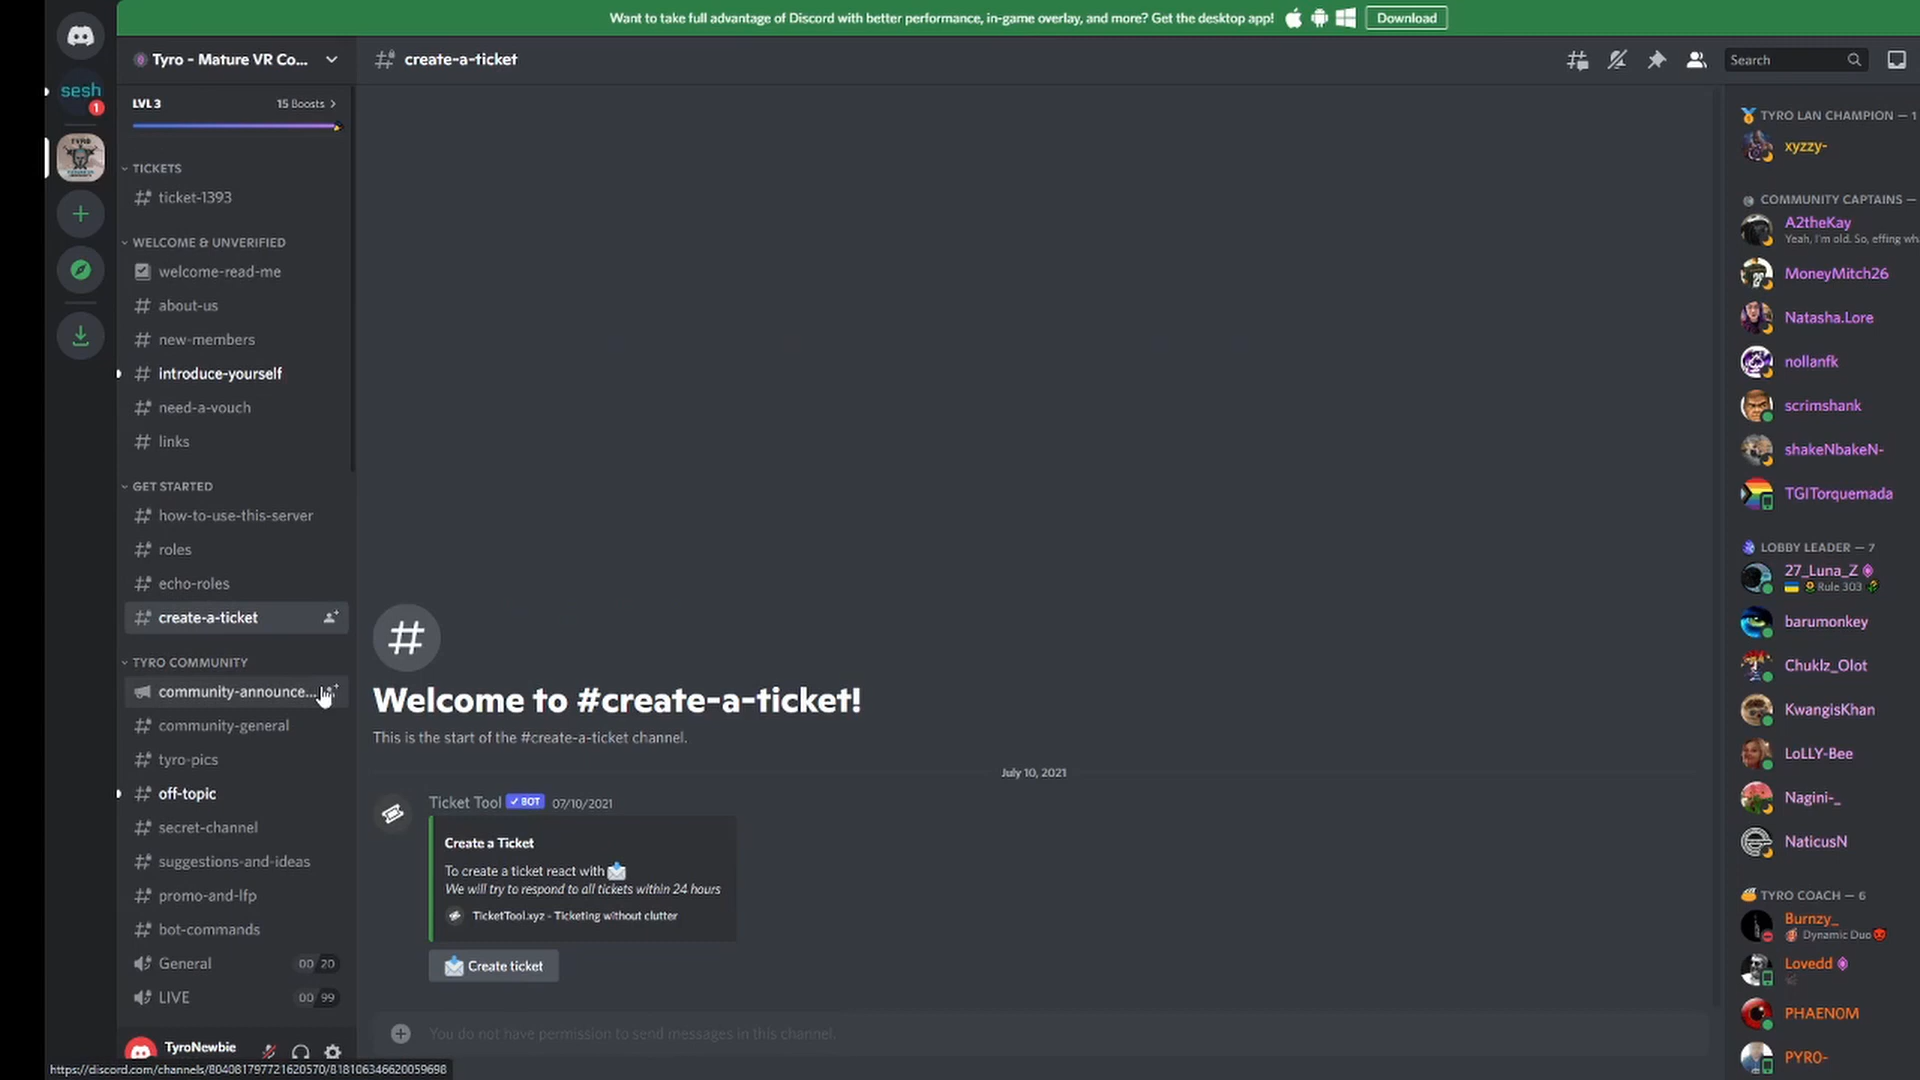 Want to take full advantage of Discord with better performance, in-game overlay, and more? Get the desktop app!
Download
sesh
1
TYRO
Tyro - Mature VR Co...
LVL 3
15 Boosts
TICKETS
ticket-1393
WELCOME & UNVERIFIED
welcome-read-me
about-us
new-members
introduce-yourself
need-a-vouch
links
GET STARTED
how-to-use-this-server
roles
echo-roles
create-a-ticket
TYRO COMMUNITY
community-announce...
community-general
tyro-pics
off-topic
secret-channel
suggestions-and-ideas
promo-and-lfp
bot-commands
General
00 20
LIVE
00 99
TyroNewbie
https://discord.com/channels/804081797721620570/818106346620059698
create-a-ticket
Search
Welcome to #create-a-ticket!
This is the start of the #create-a-ticket channel.
July 10, 2021
Ticket Tool BOT 07/10/2021
Create a Ticket
To create a ticket react with
We will try to respond to all tickets within 24 hours
TicketTool.xyz - Ticketing without clutter
Create ticket
You do not have permission to send messages in this channel.
TYRO LAN CHAMPION — 1
xyzzy-
COMMUNITY CAPTAINS —
A2theKay
Yeah, I'm old. So, effing wh
MoneyMitch26
Natasha.Lore
nollanfk
scrimshank
shakeNbakeN-
TGITorquemada
LOBBY LEADER — 7
27_Luna_Z
Rule 303
barumonkey
Chuklz_Olot
KwangisKhan
LoLLY-Bee
Nagini-_
NaticusN
TYRO COACH — 6
Burnzy_
Dynamic Duo
Lovedd
PHAEN0M
PYR0-